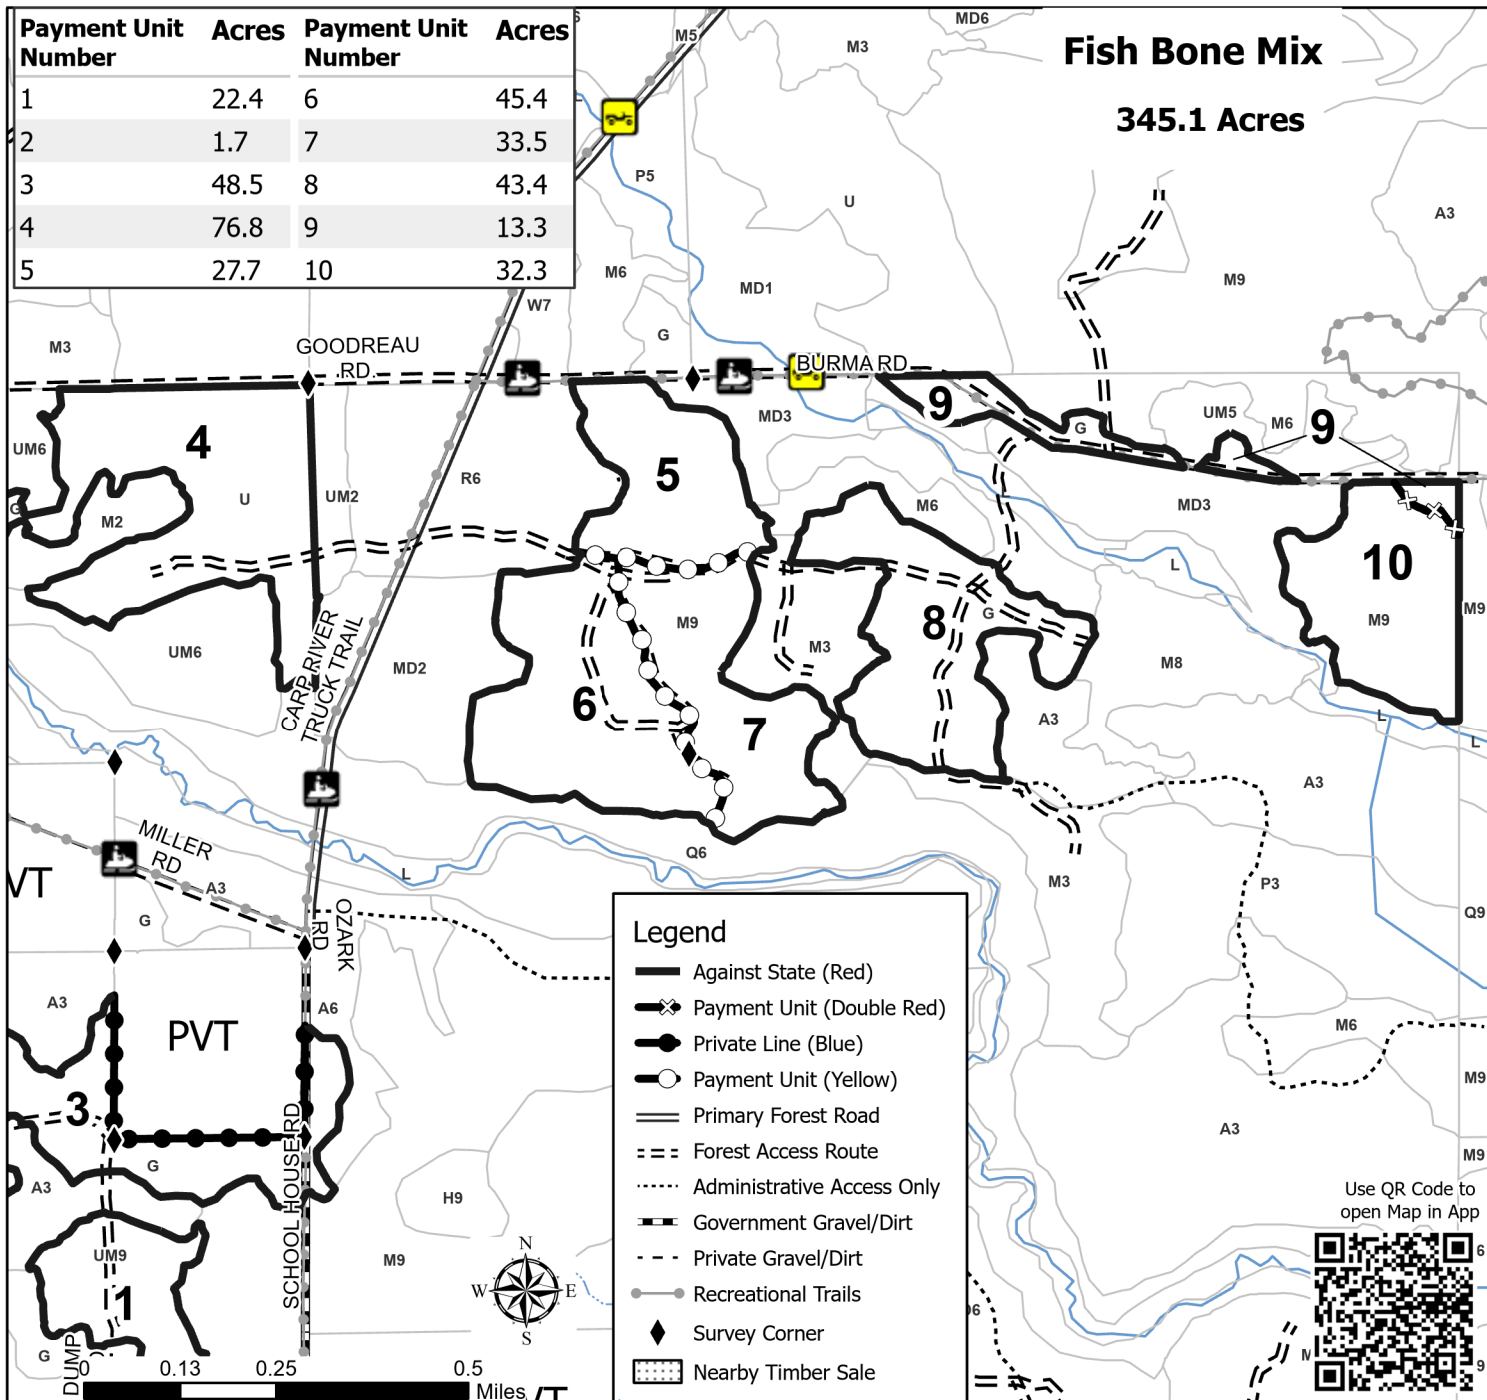 Payment Unit Number Acres Payment Unit Number Acres
1 22.4 6 45.4
2 1.7 7 33.5
3 48.5 8 43.4
4 76.8 9 13.3
5 27.7 10 32.3
Fish Bone Mix
345.1 Acres
MD6
M5
M3
P5
U
A3
M6
MD1
M9
W7
G
M3
GOODREAU
RD.
BURMA RD
9
MD3
G
UM5
M6
9
4
UM6
5
R6
U
UM2
M2
G
M6
MD3
10
L
M9
M9
M9
8
G
M3
UM6
MD2
M8
6
7
A3
CARP RIVER
TRUCK TRAIL
L
L
A3
MILLER
RD
Q6
VT
A3
L
M3
P3
G
OZARK
RD
Q9
A3
A6
PVT
M6
M9
3
A3
G
M9
A3
H9
SCHOOL HOUSE RD
UM9
M9
1
G
DUMP
N
W E
S
0 0.13 0.25 0.5
Miles
Legend
Against State (Red)
Payment Unit (Double Red)
Private Line (Blue)
Payment Unit (Yellow)
Primary Forest Road
Forest Access Route
Administrative Access Only
Government Gravel/Dirt
Private Gravel/Dirt
Recreational Trails
Survey Corner
Nearby Timber Sale
Use QR Code to
open Map in App